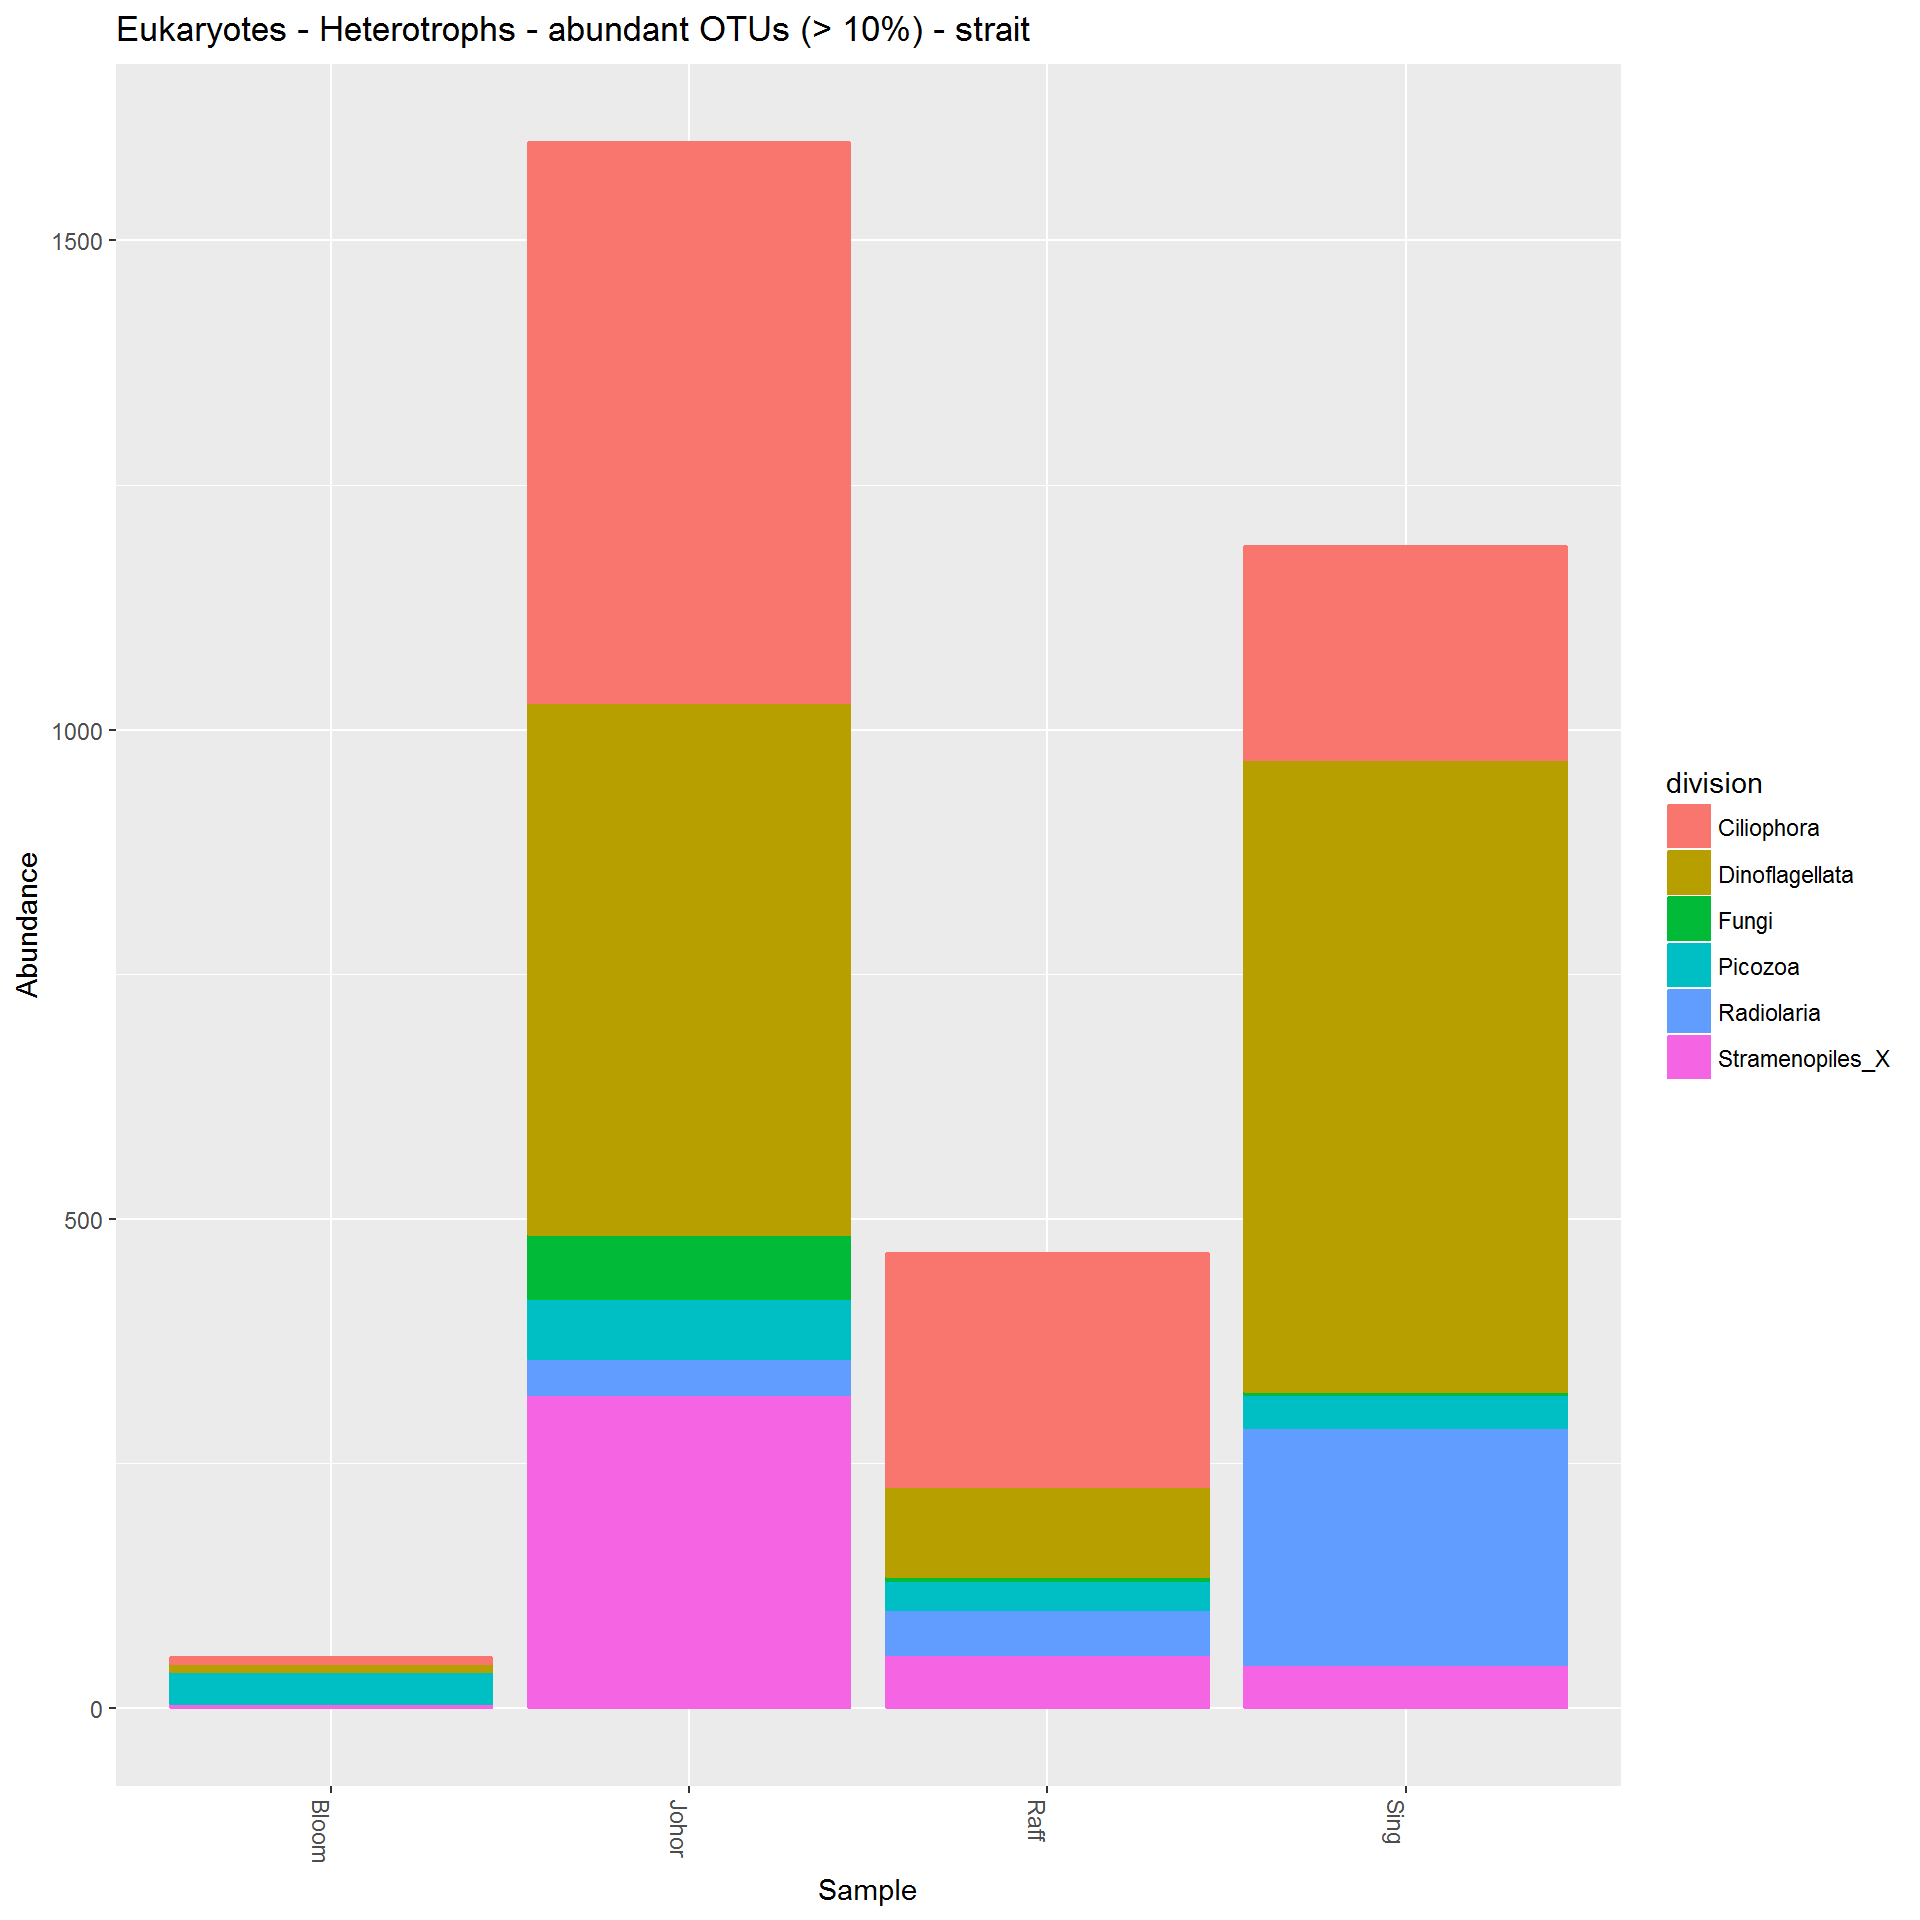 Eukaryotes - Heterotrophs - abundant OTUs (> 10%) - strait
1500
1000
500
0
Abundance
Bloom
Johor
Raff
Sing
Sample
division
Ciliophora
Dinoflagellata
Fungi
Picozoa
Radiolaria
Stramenopiles_X